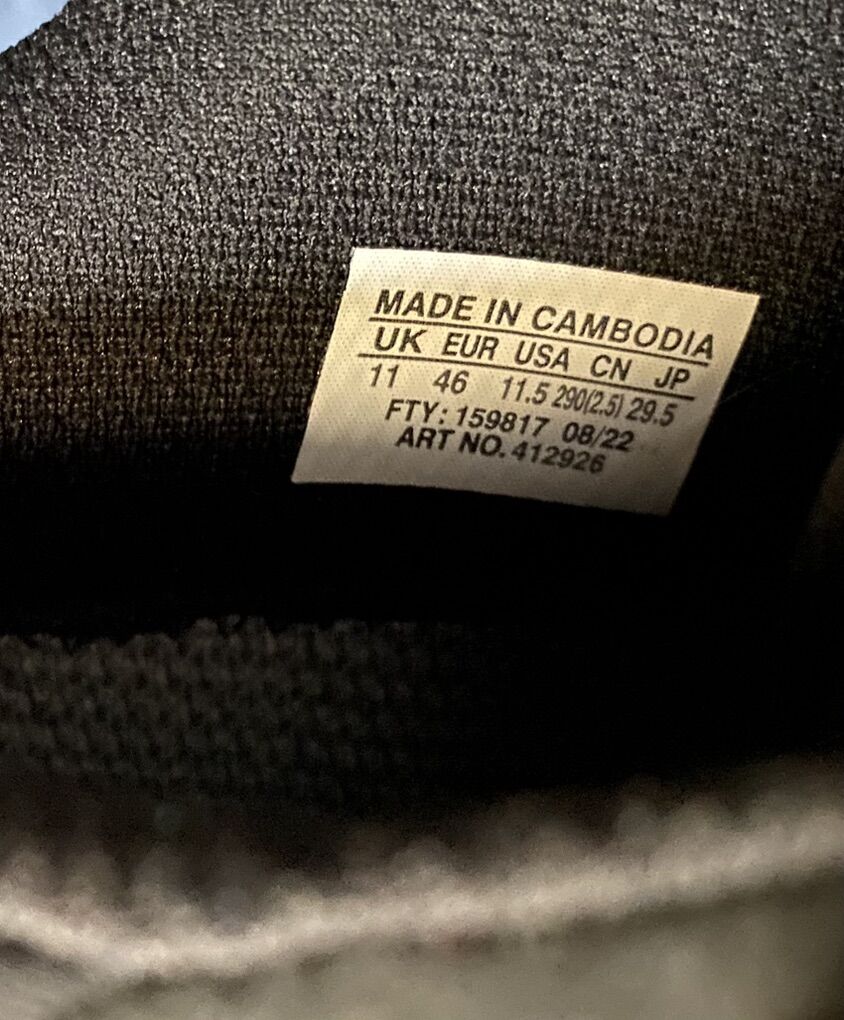 MADE IN CAMBODIA
UK EUR USA CN JP
11 46 11.5 290(2.5) 29.5
FTY: 159817 08/22
ART NO. 412926